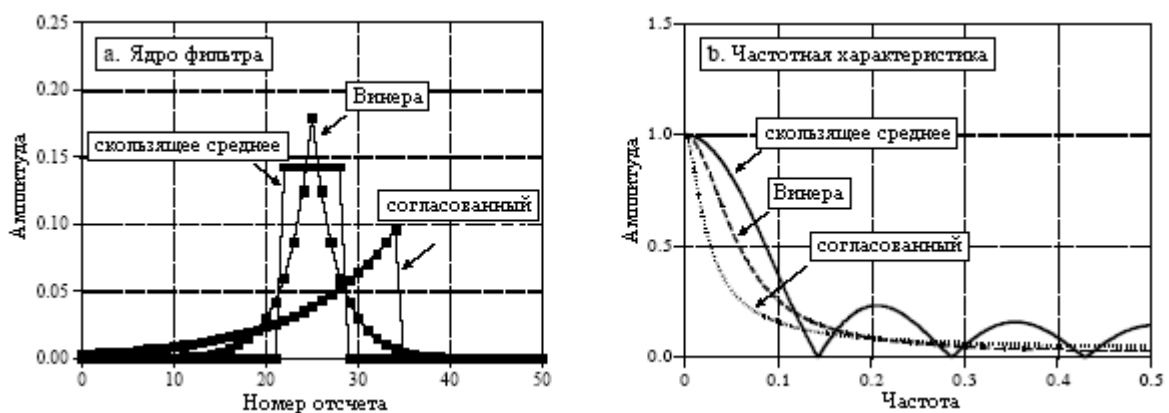 a. Ядро фильтра
Винера
скользящее среднее
согласованный
Амплитуда
0.25
0.20
0.15
0.10
0.05
0.00
0 10 20 30 40 50
Номер отсчета
b. Частотная характеристика
скользящее среднее
Винера
согласованный
Амплитуда
1.5
1.0
0.5
0.0
0 0.1 0.2 0.3 0.4 0.5
Частота